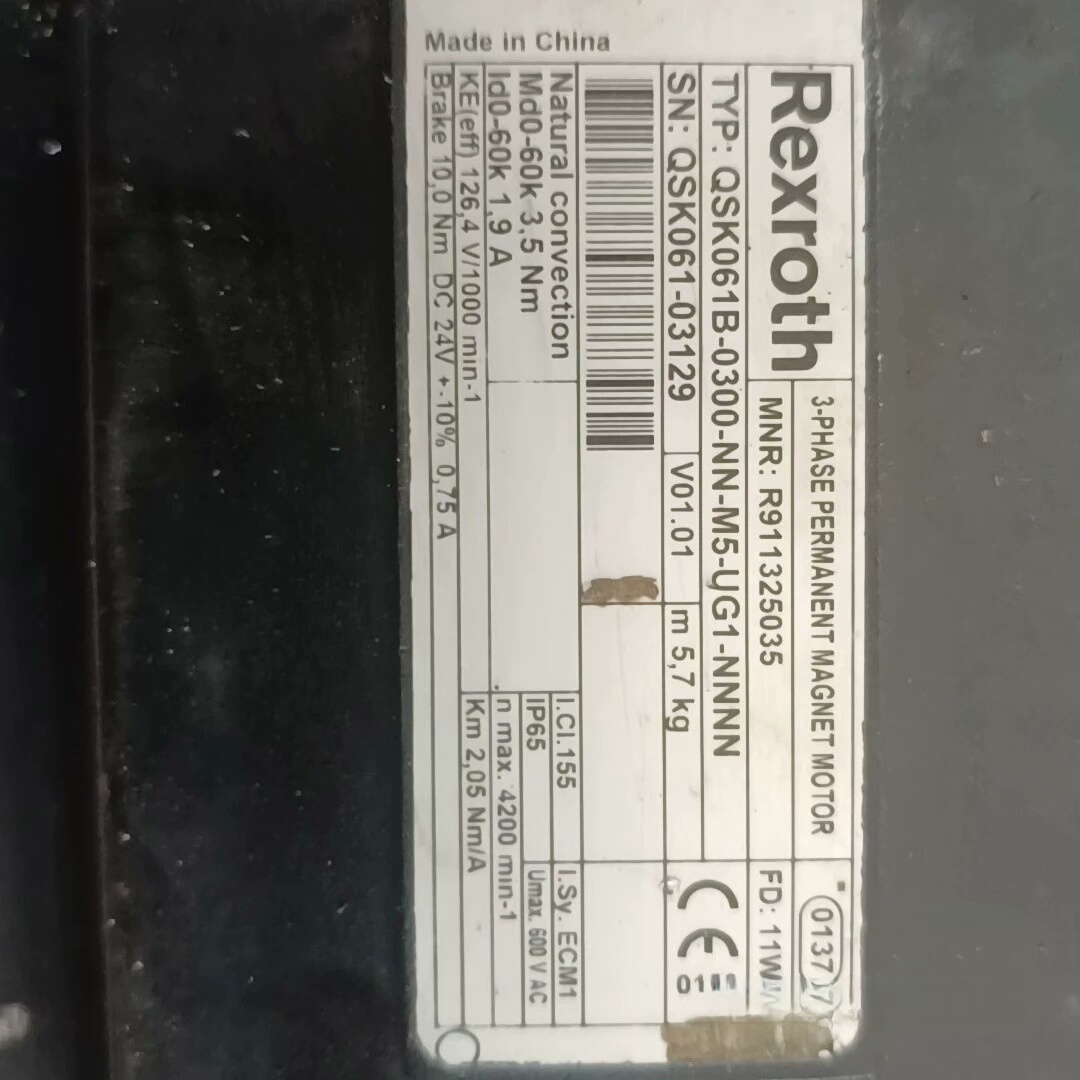 Rexroth
3-PHASE PERMANENT MAGNET MOTOR
MNR: R911325035
FD: 11W
TYP: QSK061B-0300-NN-M5-UG1-NNNN
SN: QSK061-03129
V01.01
m 5,7 kg
CE
Natural convection
I.Cl.155
I.Sy. ECM1
Md0-60k 3,5 Nm
IP65
Umax. 600 V AC
Id0-60k 1,9 A
n max. 4200 min-1
KE(eff) 126,4 V/1000 min-1
Km 2,05 Nm/A
Brake 10,0 Nm DC 24V +-10% 0,75 A
Made in China